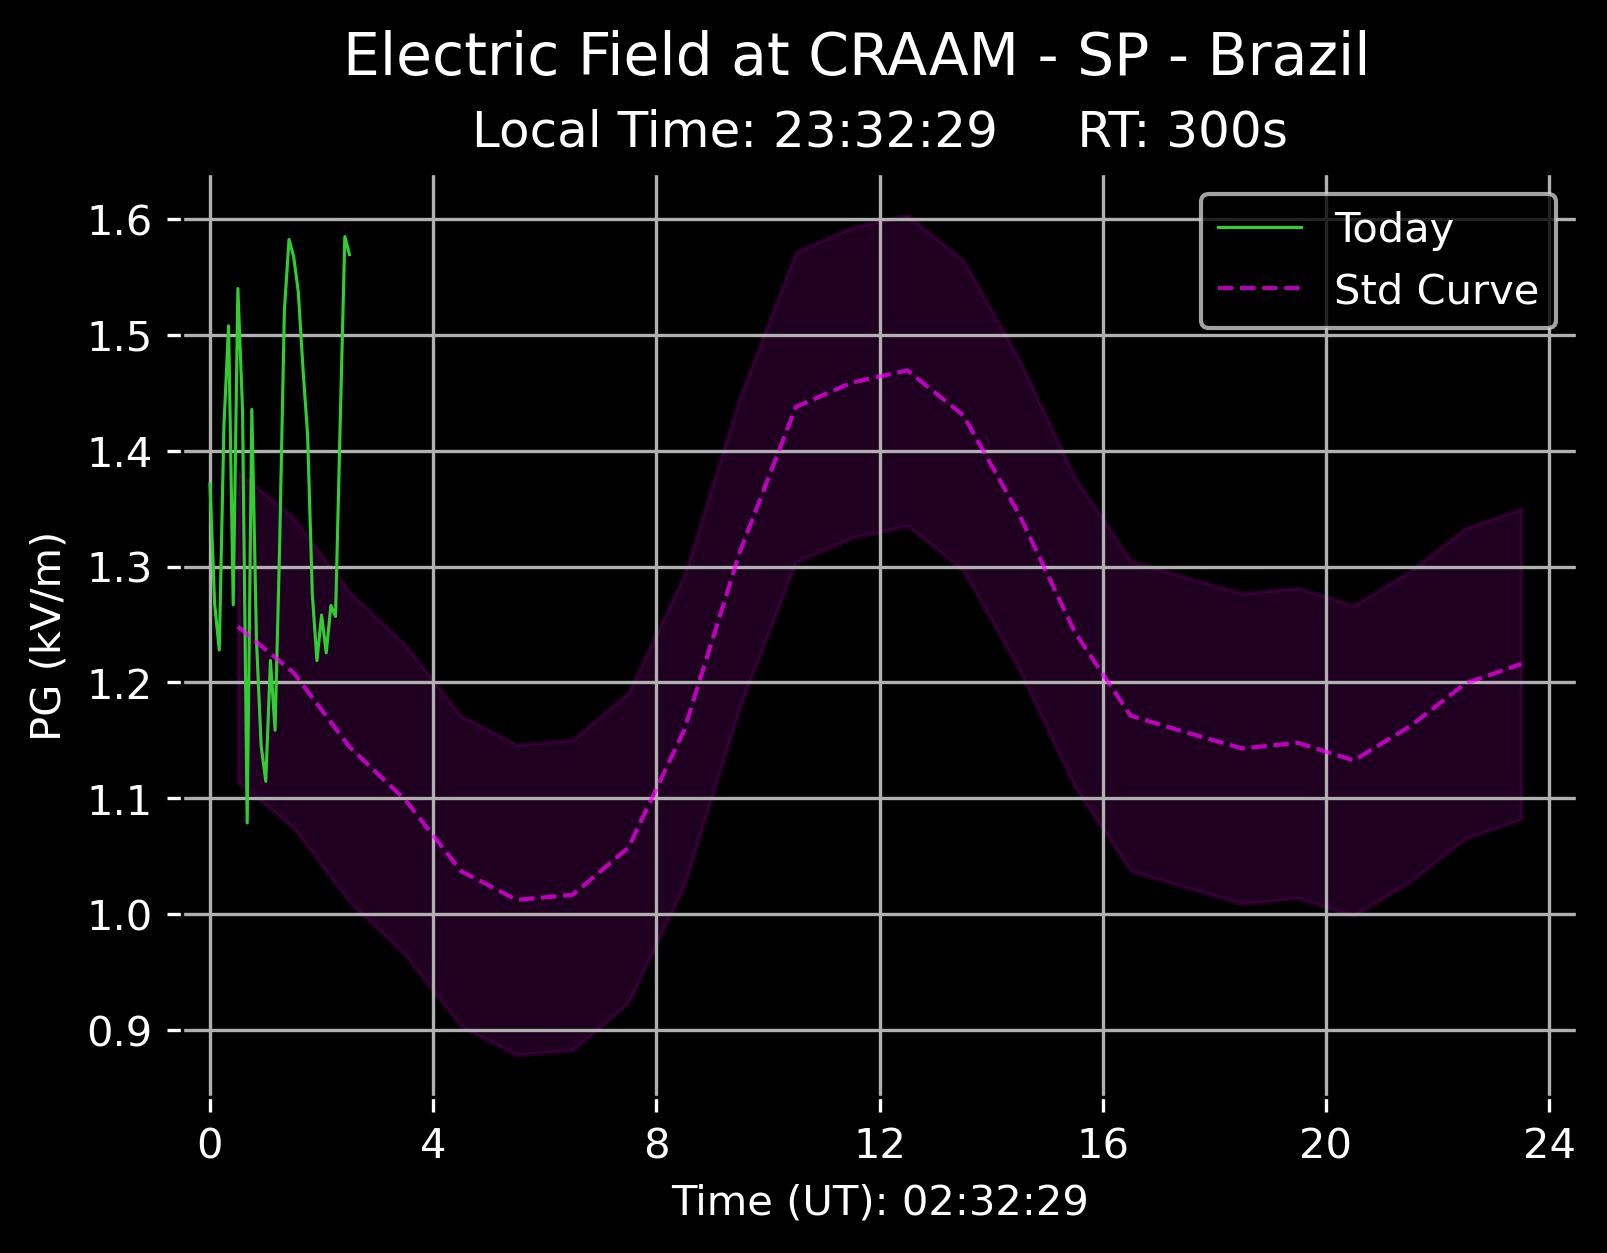 Electric Field at CRAAM - SP - Brazil
Local Time: 23:32:29 RT: 300s
Today
Std Curve
PG (kV/m)
1.6
1.5
1.4
1.3
1.2
1.1
1.0
0.9
0 4 8 12 16 20 24
Time (UT): 02:32:29